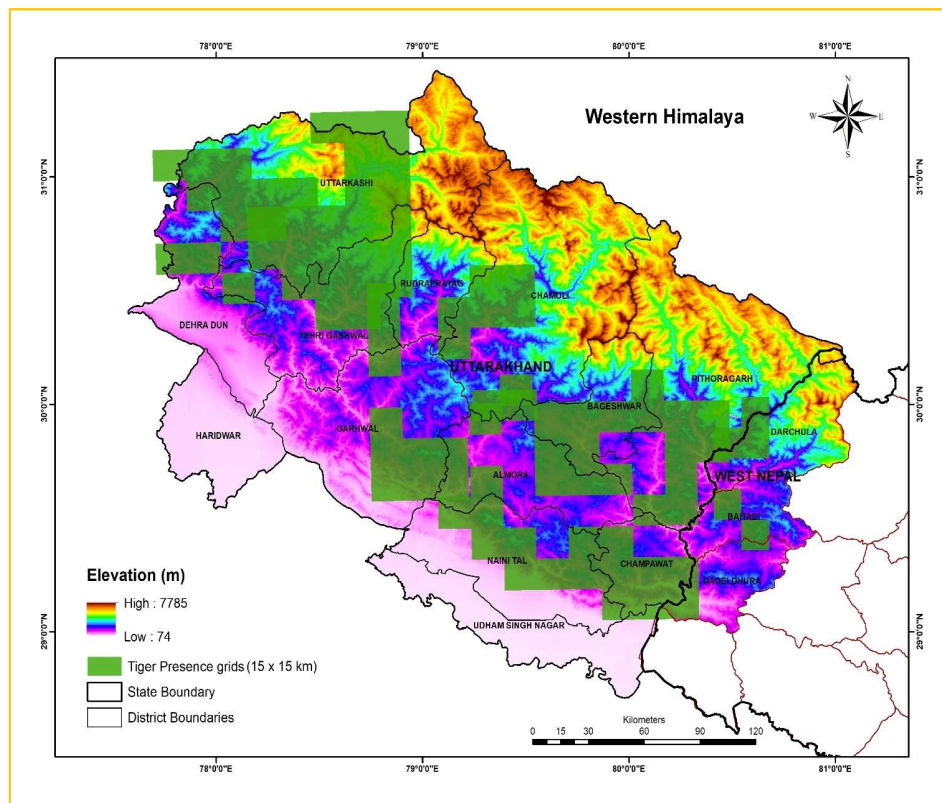 78°0'0"E 79°0'0"E 80°0'0"E 81°0'0"E
Western Himalaya
N
W E
S
31°0'0"N 31°0'0"N
UTTARKASHI
RUDRAPRAYAG
CHAMOLI
DEHRA DUN
TEHRI GARHWAL
UTTARAKHAND
PITHORAGARH
30°0'0"N 30°0'0"N
BAGESHWAR
GARHWAL
HARIDWAR
DARCHULA
ALMORA
WEST NEPAL
BAITADI
NAINI TAL
CHAMPAWAT
DADELDHURA
UDHAM SINGH NAGAR
29°0'0"N 29°0'0"N
Elevation (m)
High : 7785
Low : 74
Tiger Presence grids (15 x 15 km)
State Boundary
District Boundaries
Kilometers
0 15 30 60 90 120
78°0'0"E 79°0'0"E 80°0'0"E 81°0'0"E